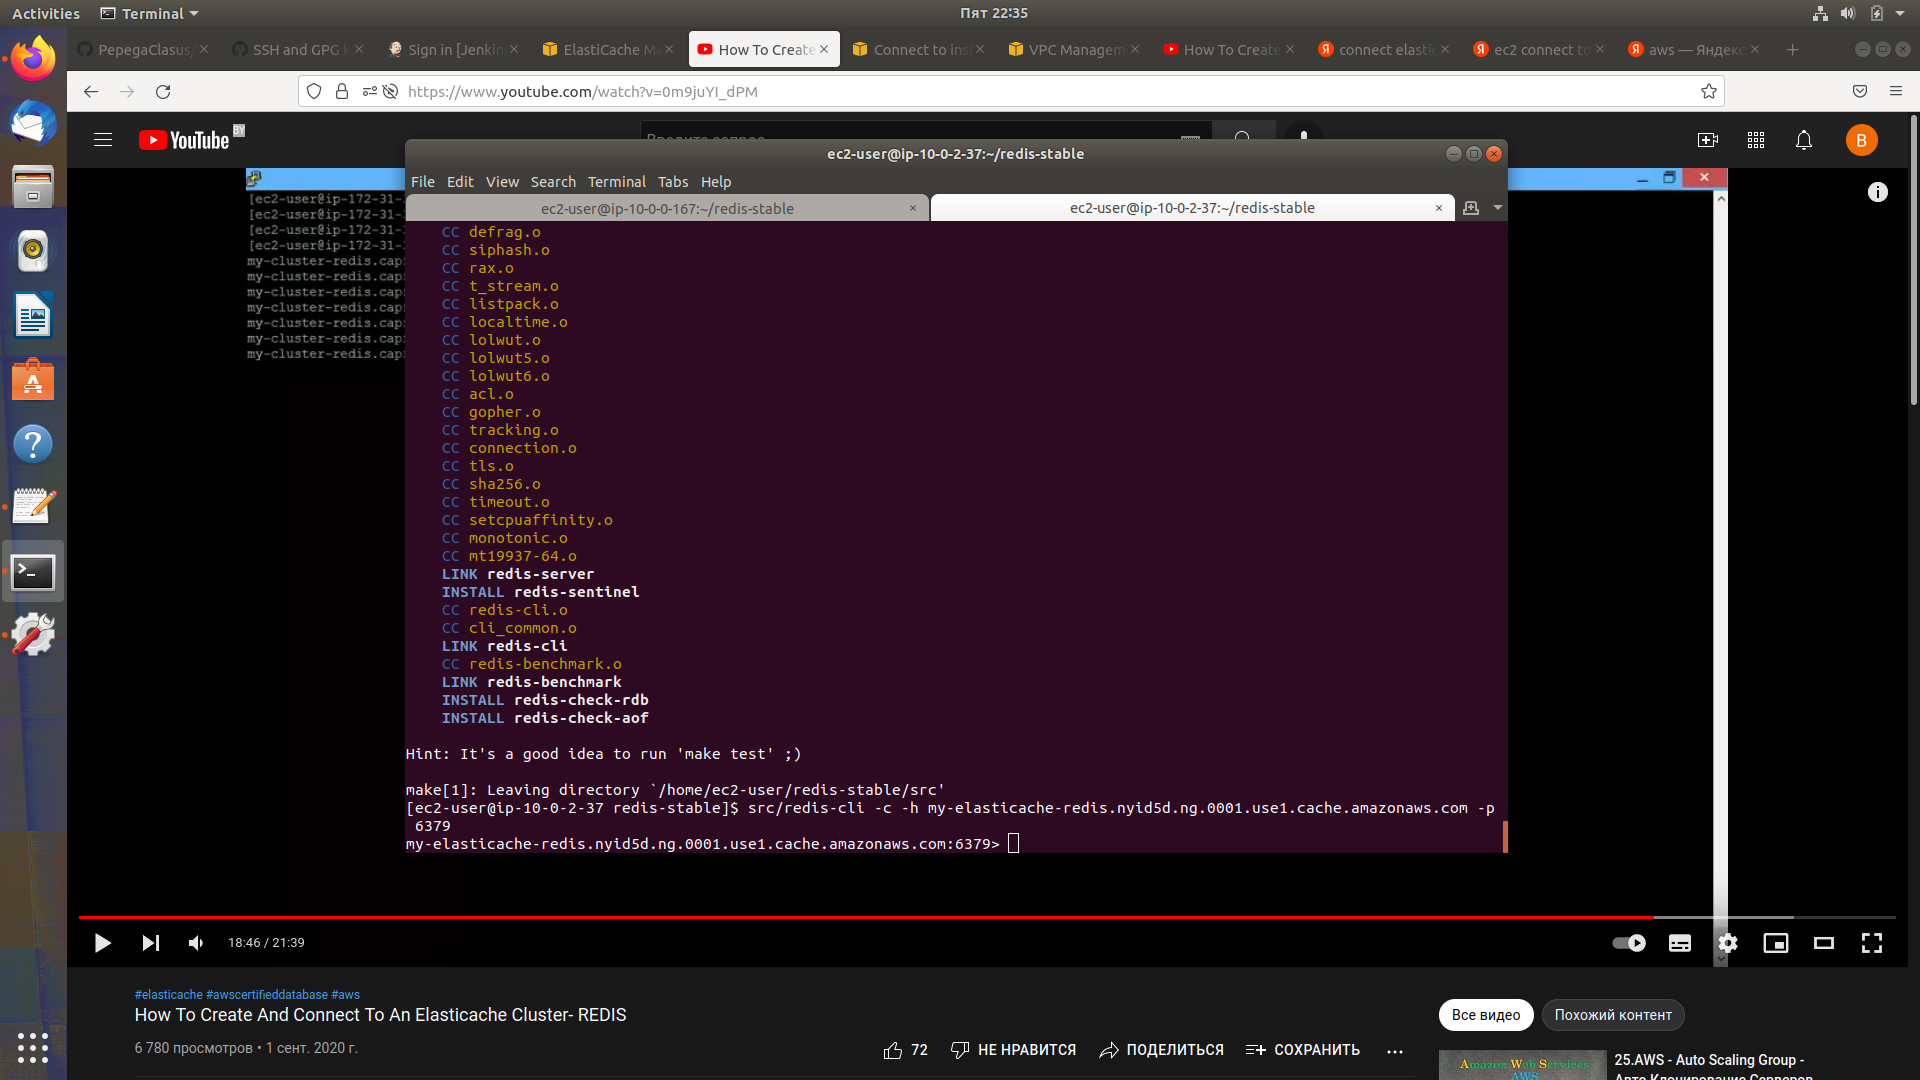 Activities
Terminal
Пят 22:35
PepegaClasus/
SSH and GPG k
Sign in [Jenkin
ElastiCache Ma
How To Create
Connect to ins
VPC Managem
How To Create
connect elastic
ec2 connect to
aws — Яндекс
https://www.youtube.com/watch?v=0m9juYI_dPM
YouTube
BY
B
ec2-user@ip-10-0-2-37:~/redis-stable
File Edit View Search Terminal Tabs Help
ec2-user@ip-10-0-0-167:~/redis-stable
ec2-user@ip-10-0-2-37:~/redis-stable
[ec2-user@ip-172-31-
[ec2-user@ip-172-31-
[ec2-user@ip-172-31-
[ec2-user@ip-172-31-
my-cluster-redis.cap
my-cluster-redis.cap
my-cluster-redis.cap
my-cluster-redis.cap
my-cluster-redis.cap
my-cluster-redis.cap
my-cluster-redis.cap
CC defrag.o
CC siphash.o
CC rax.o
CC t_stream.o
CC listpack.o
CC localtime.o
CC lolwut.o
CC lolwut5.o
CC lolwut6.o
CC acl.o
CC gopher.o
CC tracking.o
CC connection.o
CC tls.o
CC sha256.o
CC timeout.o
CC setcpuaffinity.o
CC monotonic.o
CC mt19937-64.o
LINK redis-server
INSTALL redis-sentinel
CC redis-cli.o
CC cli_common.o
LINK redis-cli
CC redis-benchmark.o
LINK redis-benchmark
INSTALL redis-check-rdb
INSTALL redis-check-aof
Hint: It's a good idea to run 'make test' ;)
make[1]: Leaving directory `/home/ec2-user/redis-stable/src'
[ec2-user@ip-10-0-2-37 redis-stable]$ src/redis-cli -c -h my-elasticache-redis.nyid5d.ng.0001.use1.cache.amazonaws.com -p
6379
my-elasticache-redis.nyid5d.ng.0001.use1.cache.amazonaws.com:6379>
18:46 / 21:39
#elasticache #awscertifieddatabase #aws
How To Create And Connect To An Elasticache Cluster- REDIS
6 780 просмотров • 1 сент. 2020 г.
72
НЕ НРАВИТСЯ
ПОДЕЛИТЬСЯ
СОХРАНИТЬ
Все видео
Похожий контент
Amazon Web Services
AWS
25.AWS - Auto Scaling Group -
Авто Клонирование Серверов